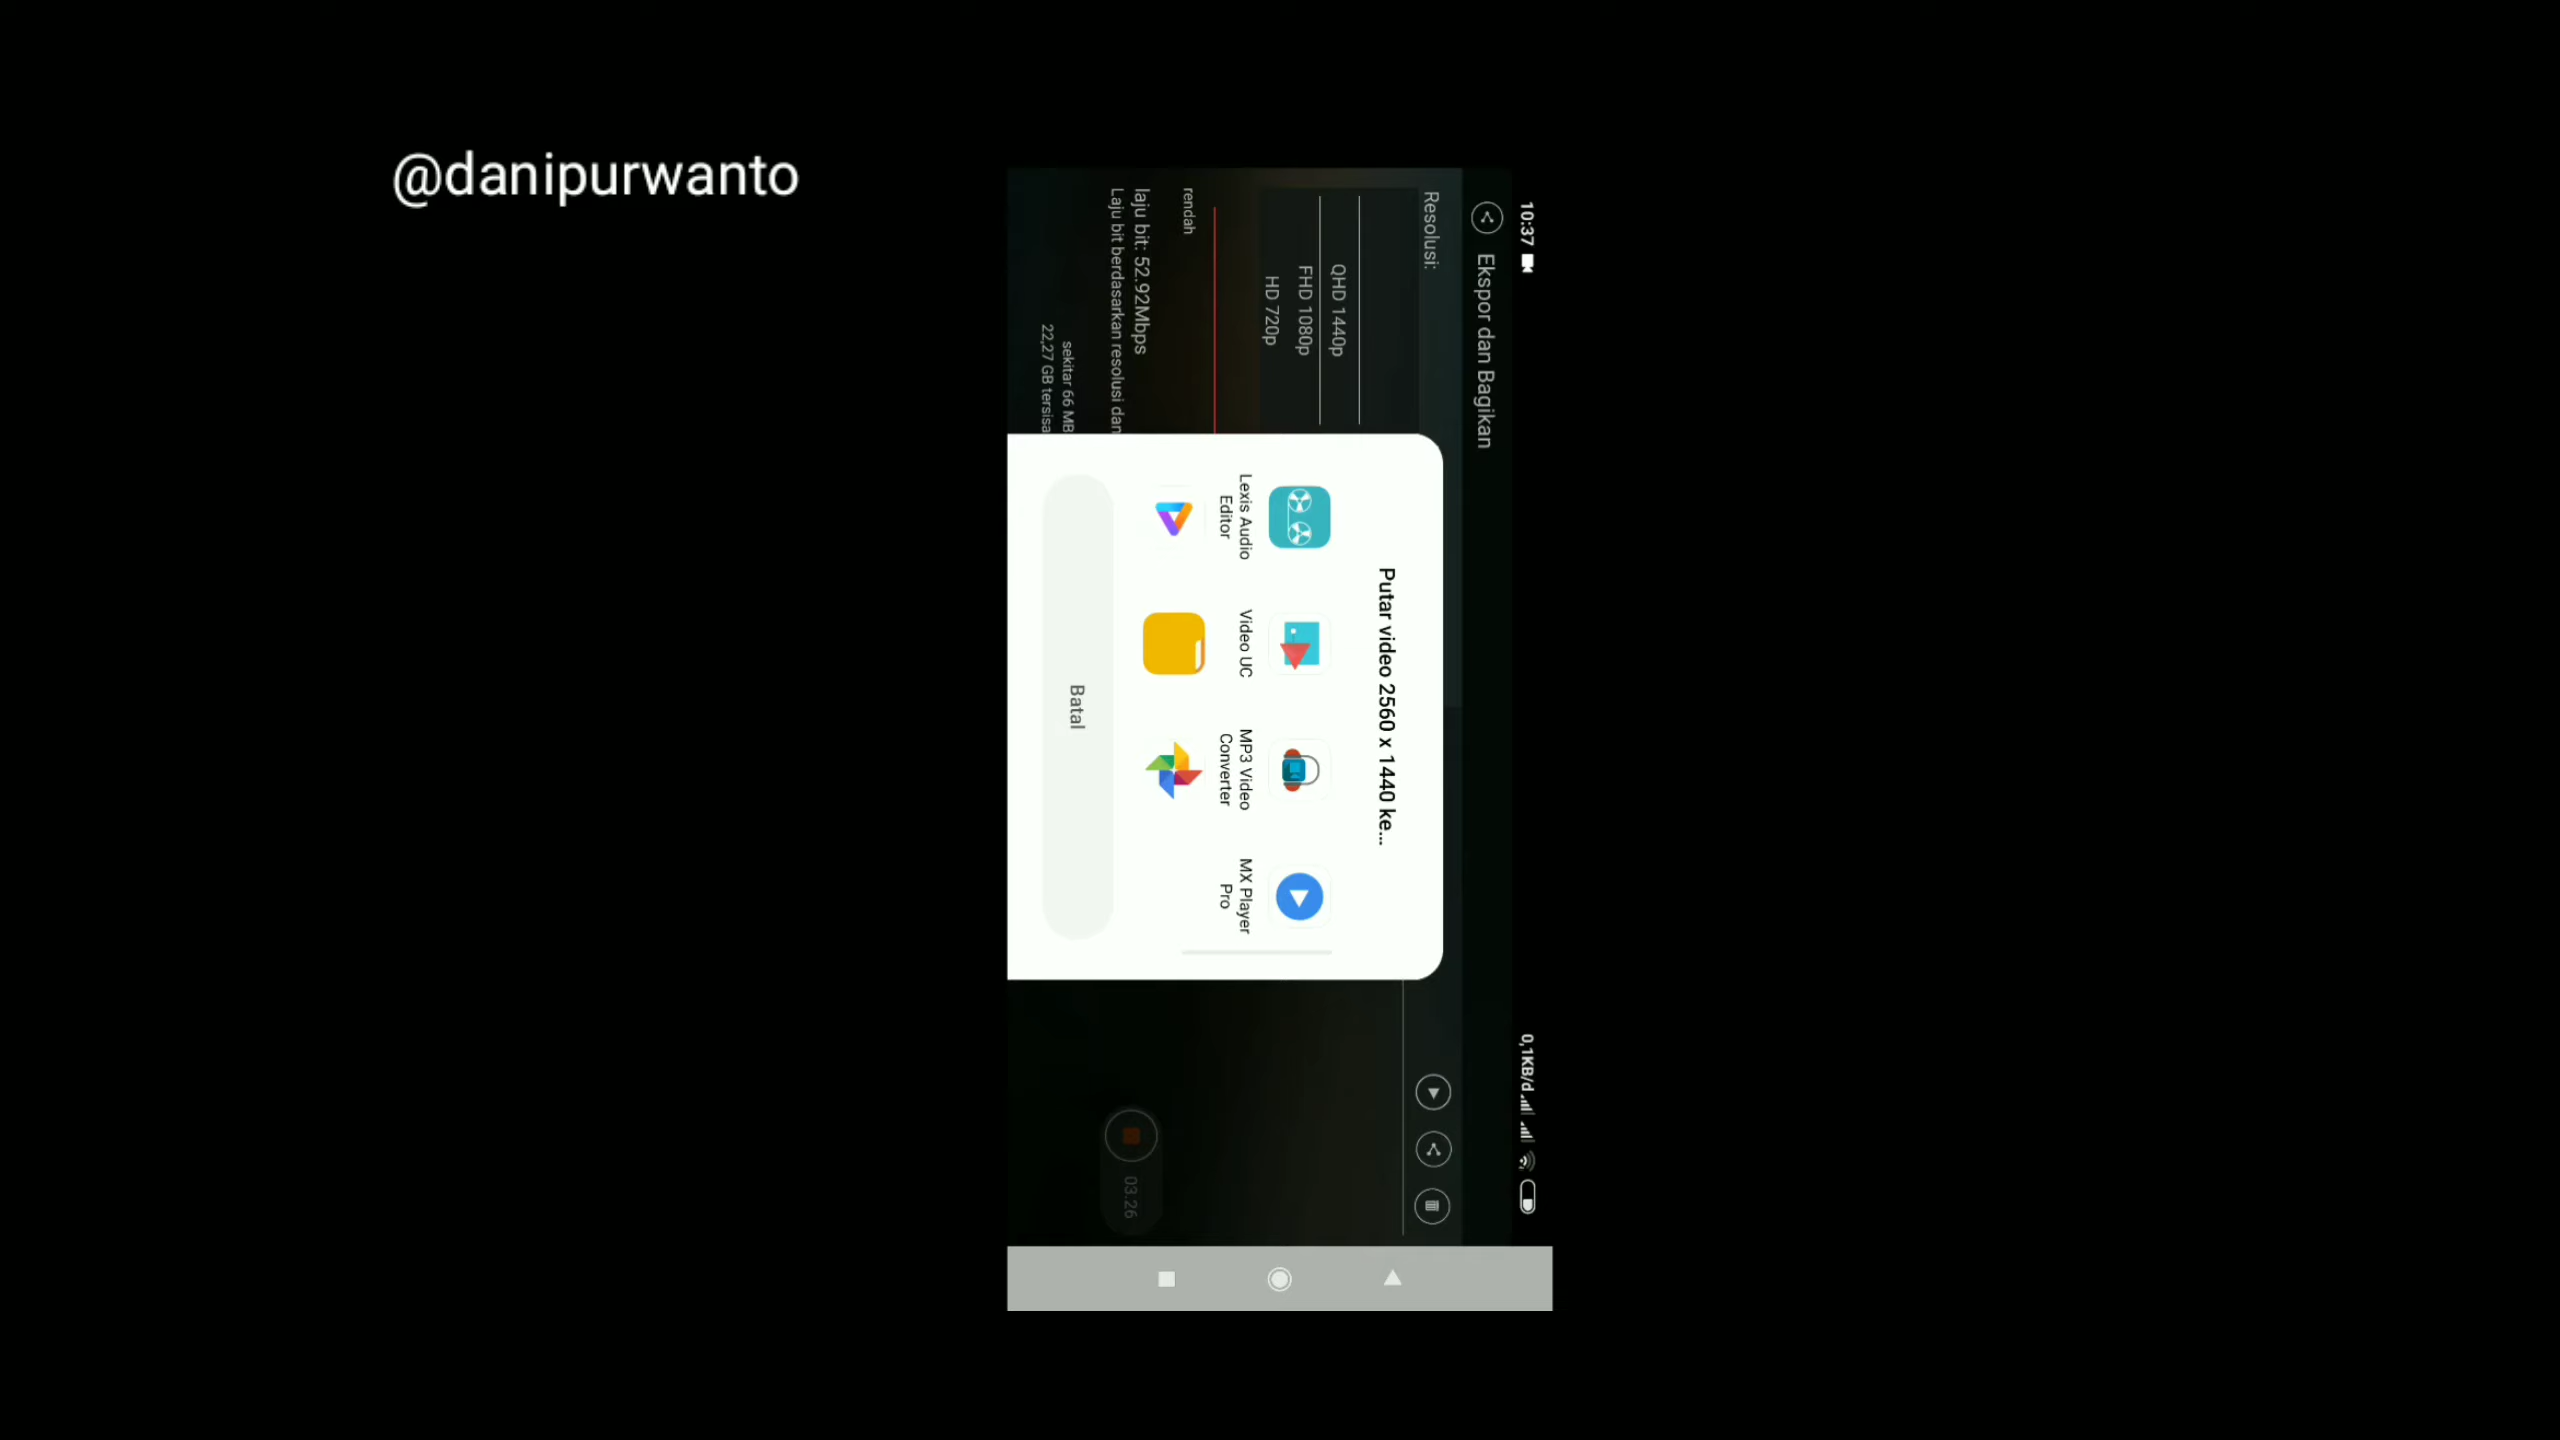 @danipurwanto
10:37
0,1KB/d
Ekspor dan Bagikan
Resolusi:
QHD 1440p
FHD 1080p
HD 720p
rendah
laju bit: 52.92Mbps
Laju bit berdasarkan resolusi dan
sekitar 66 MB
22,27 GB tersisa
Putar video 2560 x 1440 ke...
Lexis Audio
Editor
Video UC
MP3 Video
Converter
MX Player
Pro
Batal
03.26